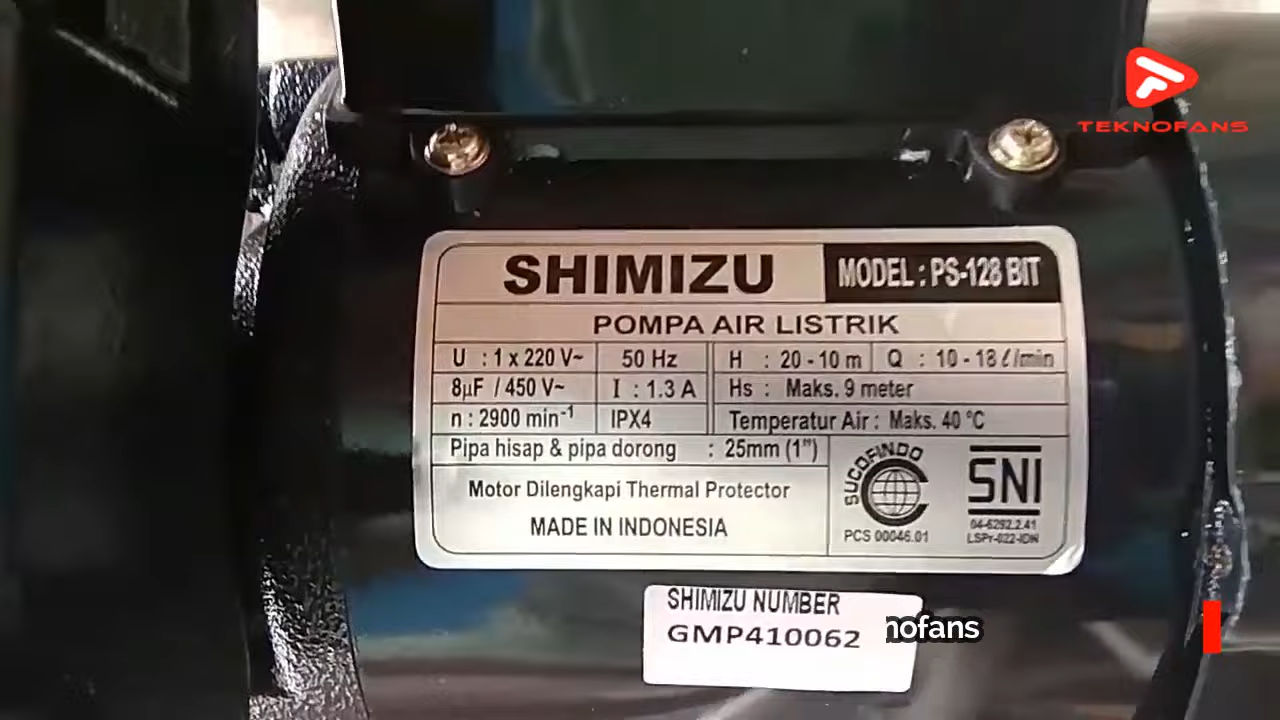 TEKNOFANS
SHIMIZU MODEL : PS-128 BIT
POMPA AIR LISTRIK
U : 1 x 220 V~ 50 Hz H : 20 - 10 m Q : 10 - 18 ℓ/min
8µF / 450 V~ I : 1.3 A Hs : Maks. 9 meter
n : 2900 min⁻¹ IPX4 Temperatur Air : Maks. 40 °C
Pipa hisap & pipa dorong : 25mm (1")
Motor Dilengkapi Thermal Protector
MADE IN INDONESIA
SUCOFINDO
PCS 00046.01
SNI
04-6292.2.41
LSPr-022-IDN
SHIMIZU NUMBER
GMP410062
nofans